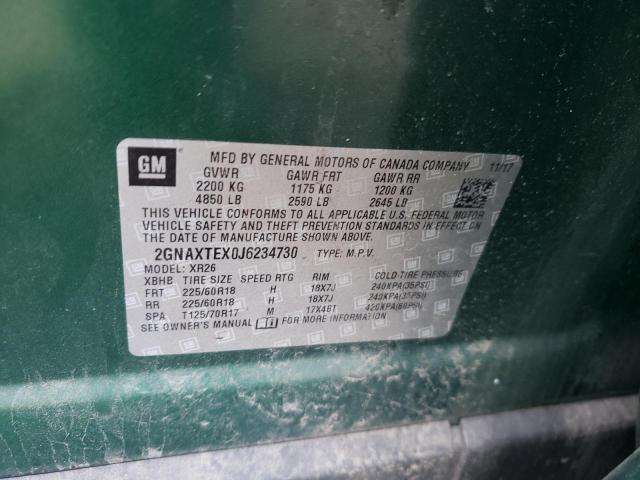 GM
MFD BY GENERAL MOTORS OF CANADA COMPANY 11/17
GVWR GAWR FRT GAWR RR
2200 KG 1175 KG 1200 KG
4850 LB 2590 LB 2645 LB
THIS VEHICLE CONFORMS TO ALL APPLICABLE U.S. FEDERAL MOTOR
VEHICLE SAFETY AND THEFT PREVENTION STANDARDS IN EFFECT ON
THE DATE OF MANUFACTURE SHOWN ABOVE.
2GNAXTEX0J6234730 TYPE: M.P.V.
MODEL: XR26
XBHB TIRE SIZE SPEED RTG RIM COLD TIRE PRESSURE
FRT 225/60R18 H 18X7J 240KPA(35PSI)
RR 225/60R18 H 18X7J 240KPA(35PSI)
SPA T125/70R17 M 17X4BT 420KPA(60PSI)
SEE OWNER'S MANUAL FOR MORE INFORMATION.